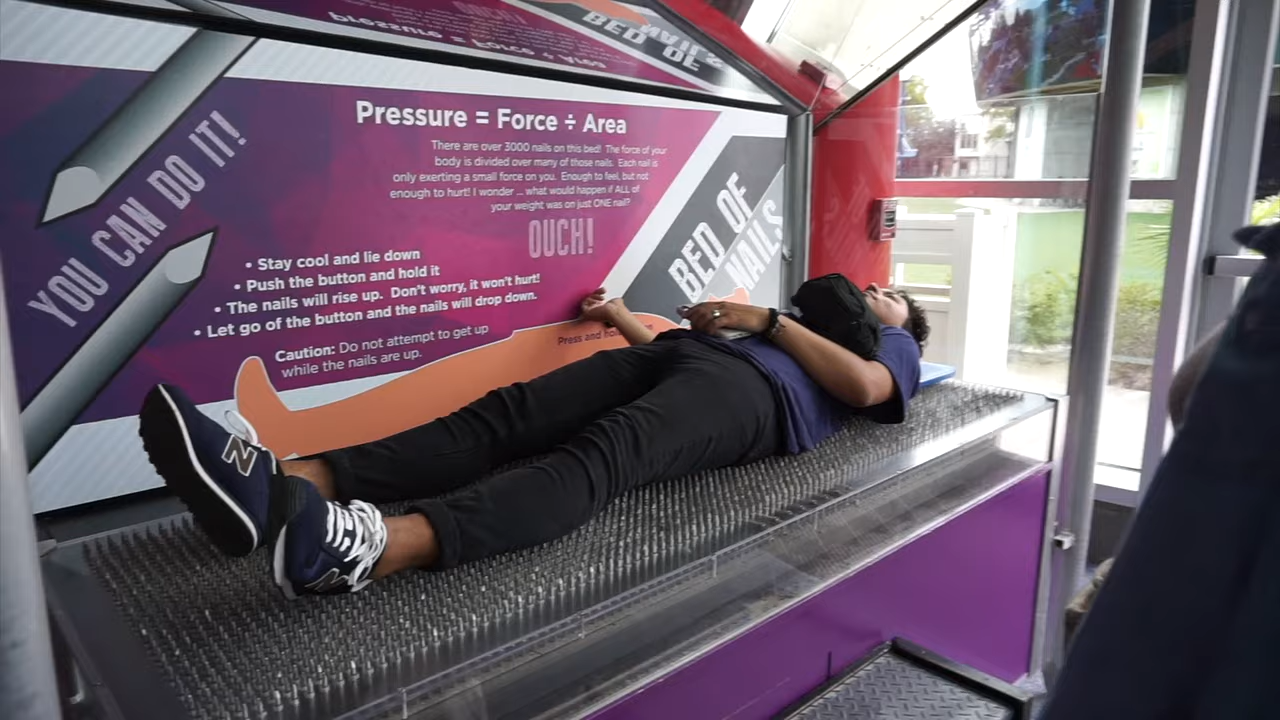 Pressure = Force ÷ Area
There are over 3000 nails on this bed! The force of your
body is divided over many of those nails. Each nail is
only exerting a small force on you. Enough to feel, but not
enough to hurt! I wonder ... what would happen if ALL of
your weight was on just ONE nail?
OUCH!
YOU CAN DO IT!
BED OF
NAILS
• Stay cool and lie down
• Push the button and hold it
• The nails will rise up. Don't worry, it won't hurt!
• Let go of the button and the nails will drop down.
Caution: Do not attempt to get up
while the nails are up.
Press and hold
N